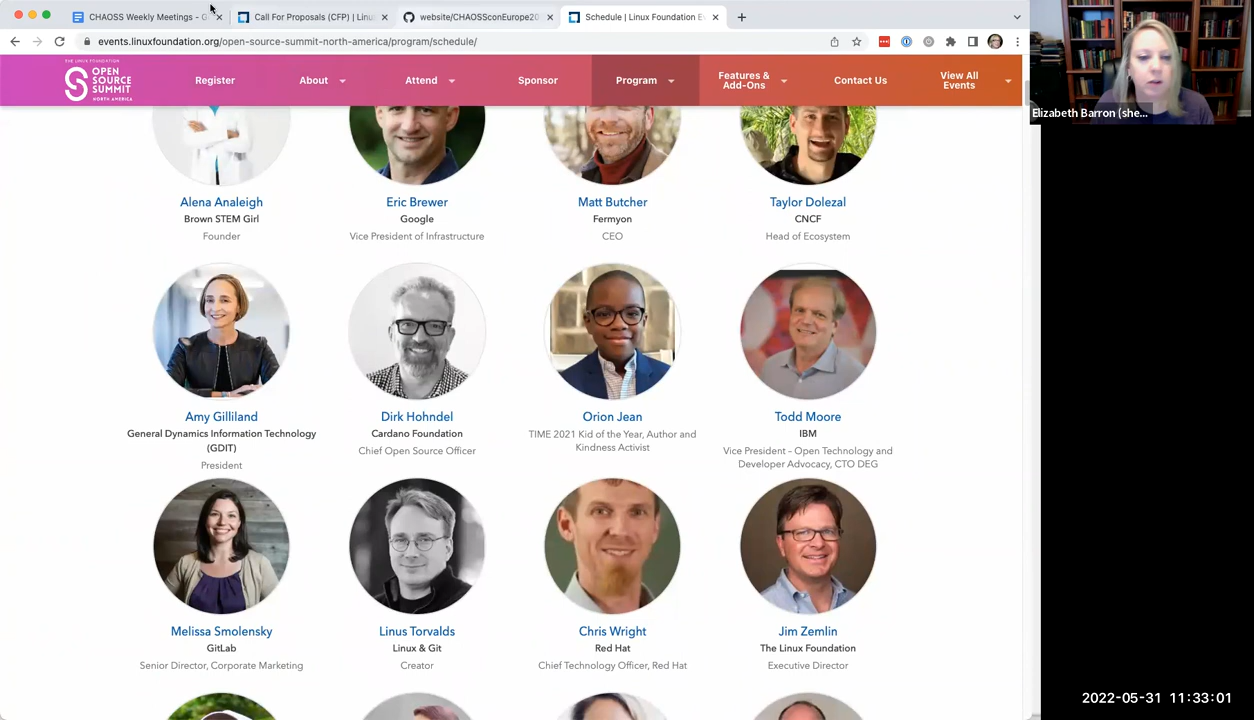 CHAOSS Weekly Meetings - G
Call For Proposals (CFP) | Linu
website/CHAOSSconEurope20
Schedule | Linux Foundation Ev
events.linuxfoundation.org/open-source-summit-north-america/program/schedule/
THE LINUX FOUNDATION
OPEN
SOURCE
SUMMIT
NORTH AMERICA
Register
About
Attend
Sponsor
Program
Features &
Add-Ons
Contact Us
View All
Events
Elizabeth Barron (she...
Alena Analeigh
Brown STEM Girl
Founder
Eric Brewer
Google
Vice President of Infrastructure
Matt Butcher
Fermyon
CEO
Taylor Dolezal
CNCF
Head of Ecosystem
Amy Gilliland
General Dynamics Information Technology
(GDIT)
President
Dirk Hohndel
Cardano Foundation
Chief Open Source Officer
Orion Jean
TIME 2021 Kid of the Year, Author and
Kindness Activist
Todd Moore
IBM
Vice President – Open Technology and
Developer Advocacy, CTO DEG
Melissa Smolensky
GitLab
Senior Director, Corporate Marketing
Linus Torvalds
Linux & Git
Creator
Chris Wright
Red Hat
Chief Technology Officer, Red Hat
Jim Zemlin
The Linux Foundation
Executive Director
2022-05-31 11:33:01